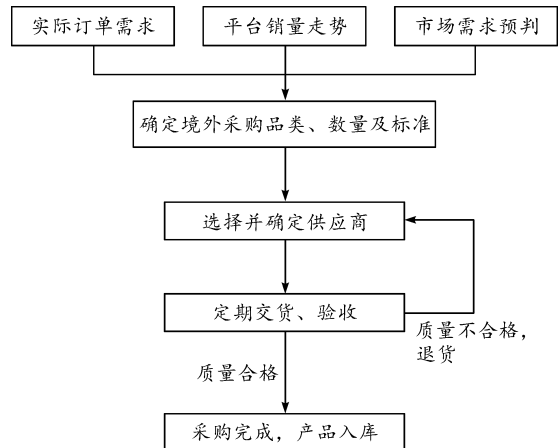 实际订单需求
平台销量走势
市场需求预判
确定境外采购品类、数量及标准
选择并确定供应商
定期交货、验收
质量不合格，
退货
质量合格
采购完成，产品入库